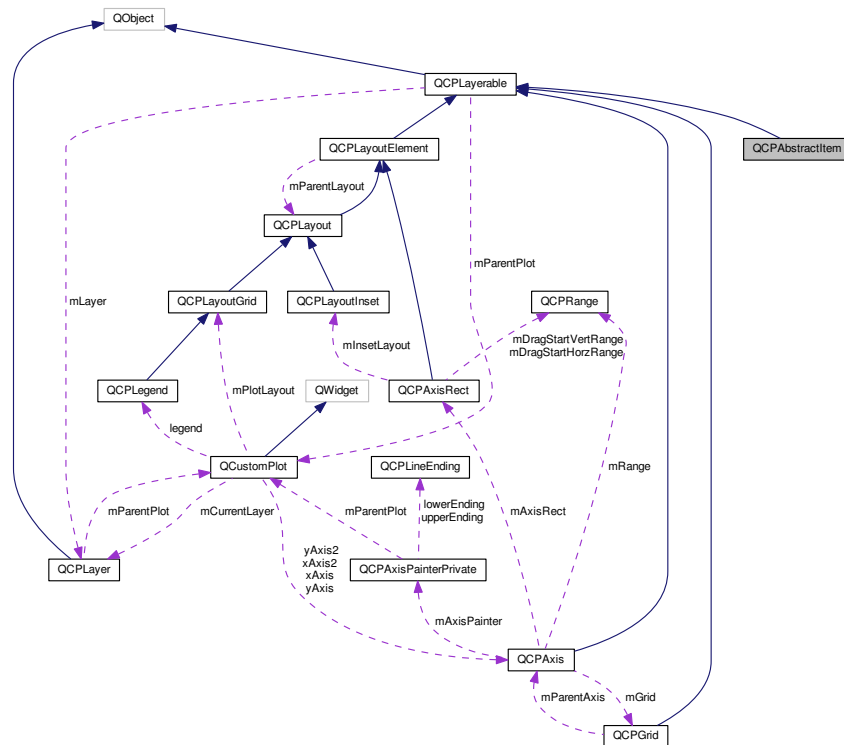 QObject
QCPLayerable
QCPLayoutElement
QCPAbstractItem
mParentLayout
QCPLayout
mParentPlot
mLayer
QCPLayoutGrid
QCPLayoutInset
QCPRange
mDragStartVertRange
mDragStartHorzRange
mInsetLayout
QCPLegend
mPlotLayout
QWidget
QCPAxisRect
legend
QCustomPlot
QCPLineEnding
mRange
lowerEnding
upperEnding
mParentPlot
mCurrentLayer
mParentPlot
mAxisRect
yAxis2
xAxis2
xAxis
yAxis
QCPLayer
QCPAxisPainterPrivate
mAxisPainter
QCPAxis
mParentAxis
mGrid
QCPGrid